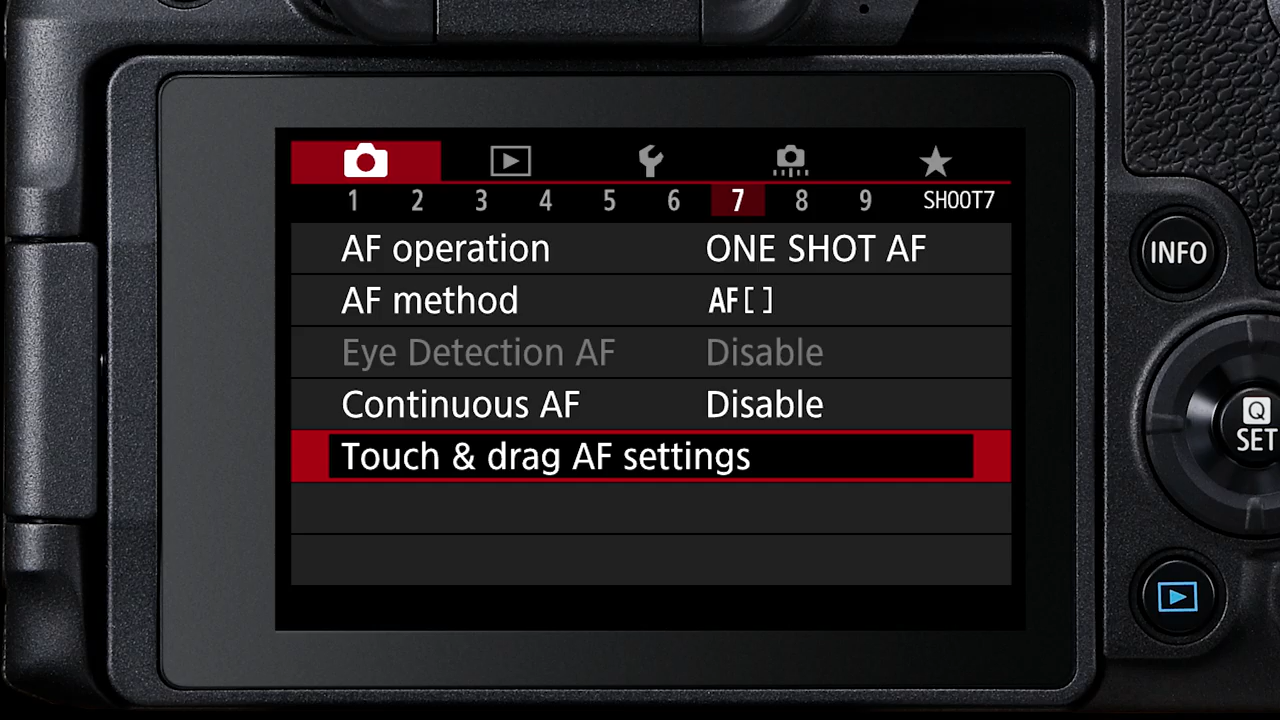 1 2 3 4 5 6 7 8 9 SHOOT7
AF operation ONE SHOT AF
AF method AF[ ]
Eye Detection AF Disable
Continuous AF Disable
Touch & drag AF settings
INFO
Q
SET